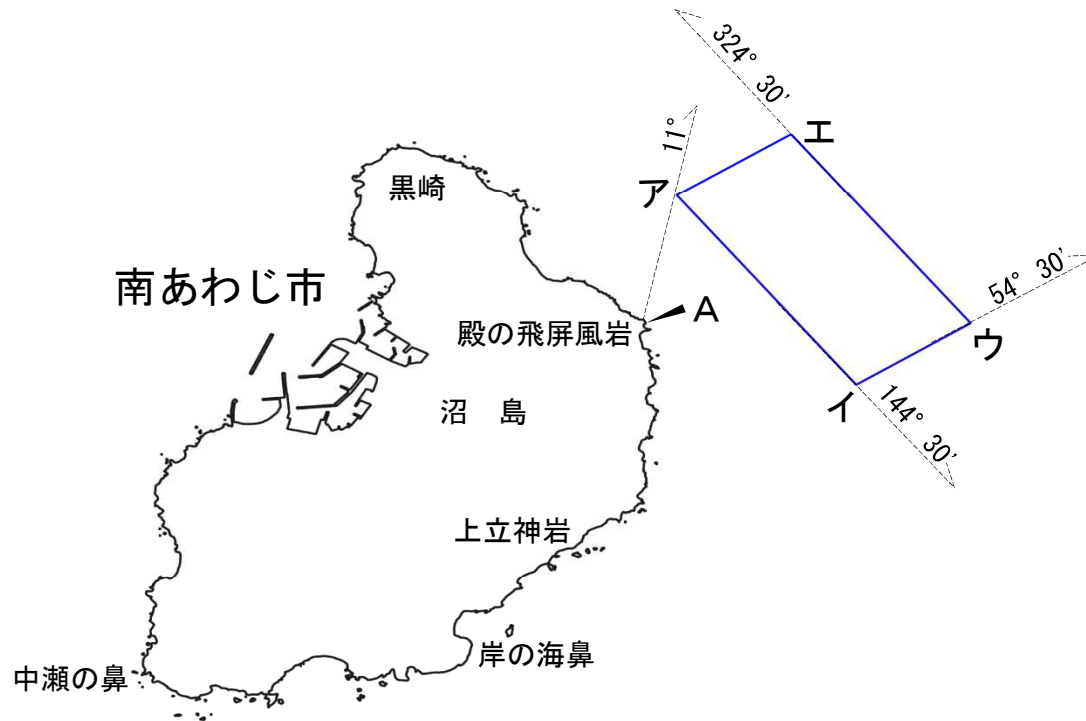 324° 30′
エ
11°
ア
黒崎
54° 30′
南あわじ市
A
殿の飛屏風岩
ウ
イ
144° 30′
沼 島
上立神岩
岸の海鼻
中瀬の鼻